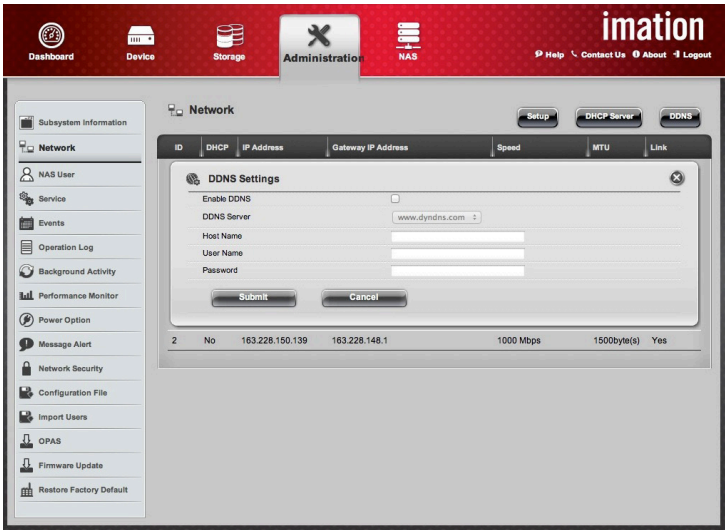 imation
Dashboard Device Storage Administration NAS
Help Contact Us About Logout
Network
Setup DHCP Server DDNS
Subsystem Information
Network
NAS User
Service
Events
Operation Log
Background Activity
Performance Monitor
Power Option
Message Alert
Network Security
Configuration File
Import Users
OPAS
Firmware Update
Restore Factory Default
ID DHCP IP Address Gateway IP Address Speed MTU Link
DDNS Settings
Enable DDNS
DDNS Server www.dyndns.com
Host Name
User Name
Password
Submit Cancel
2 No 163.228.150.139 163.228.148.1 1000 Mbps 1500byte(s) Yes